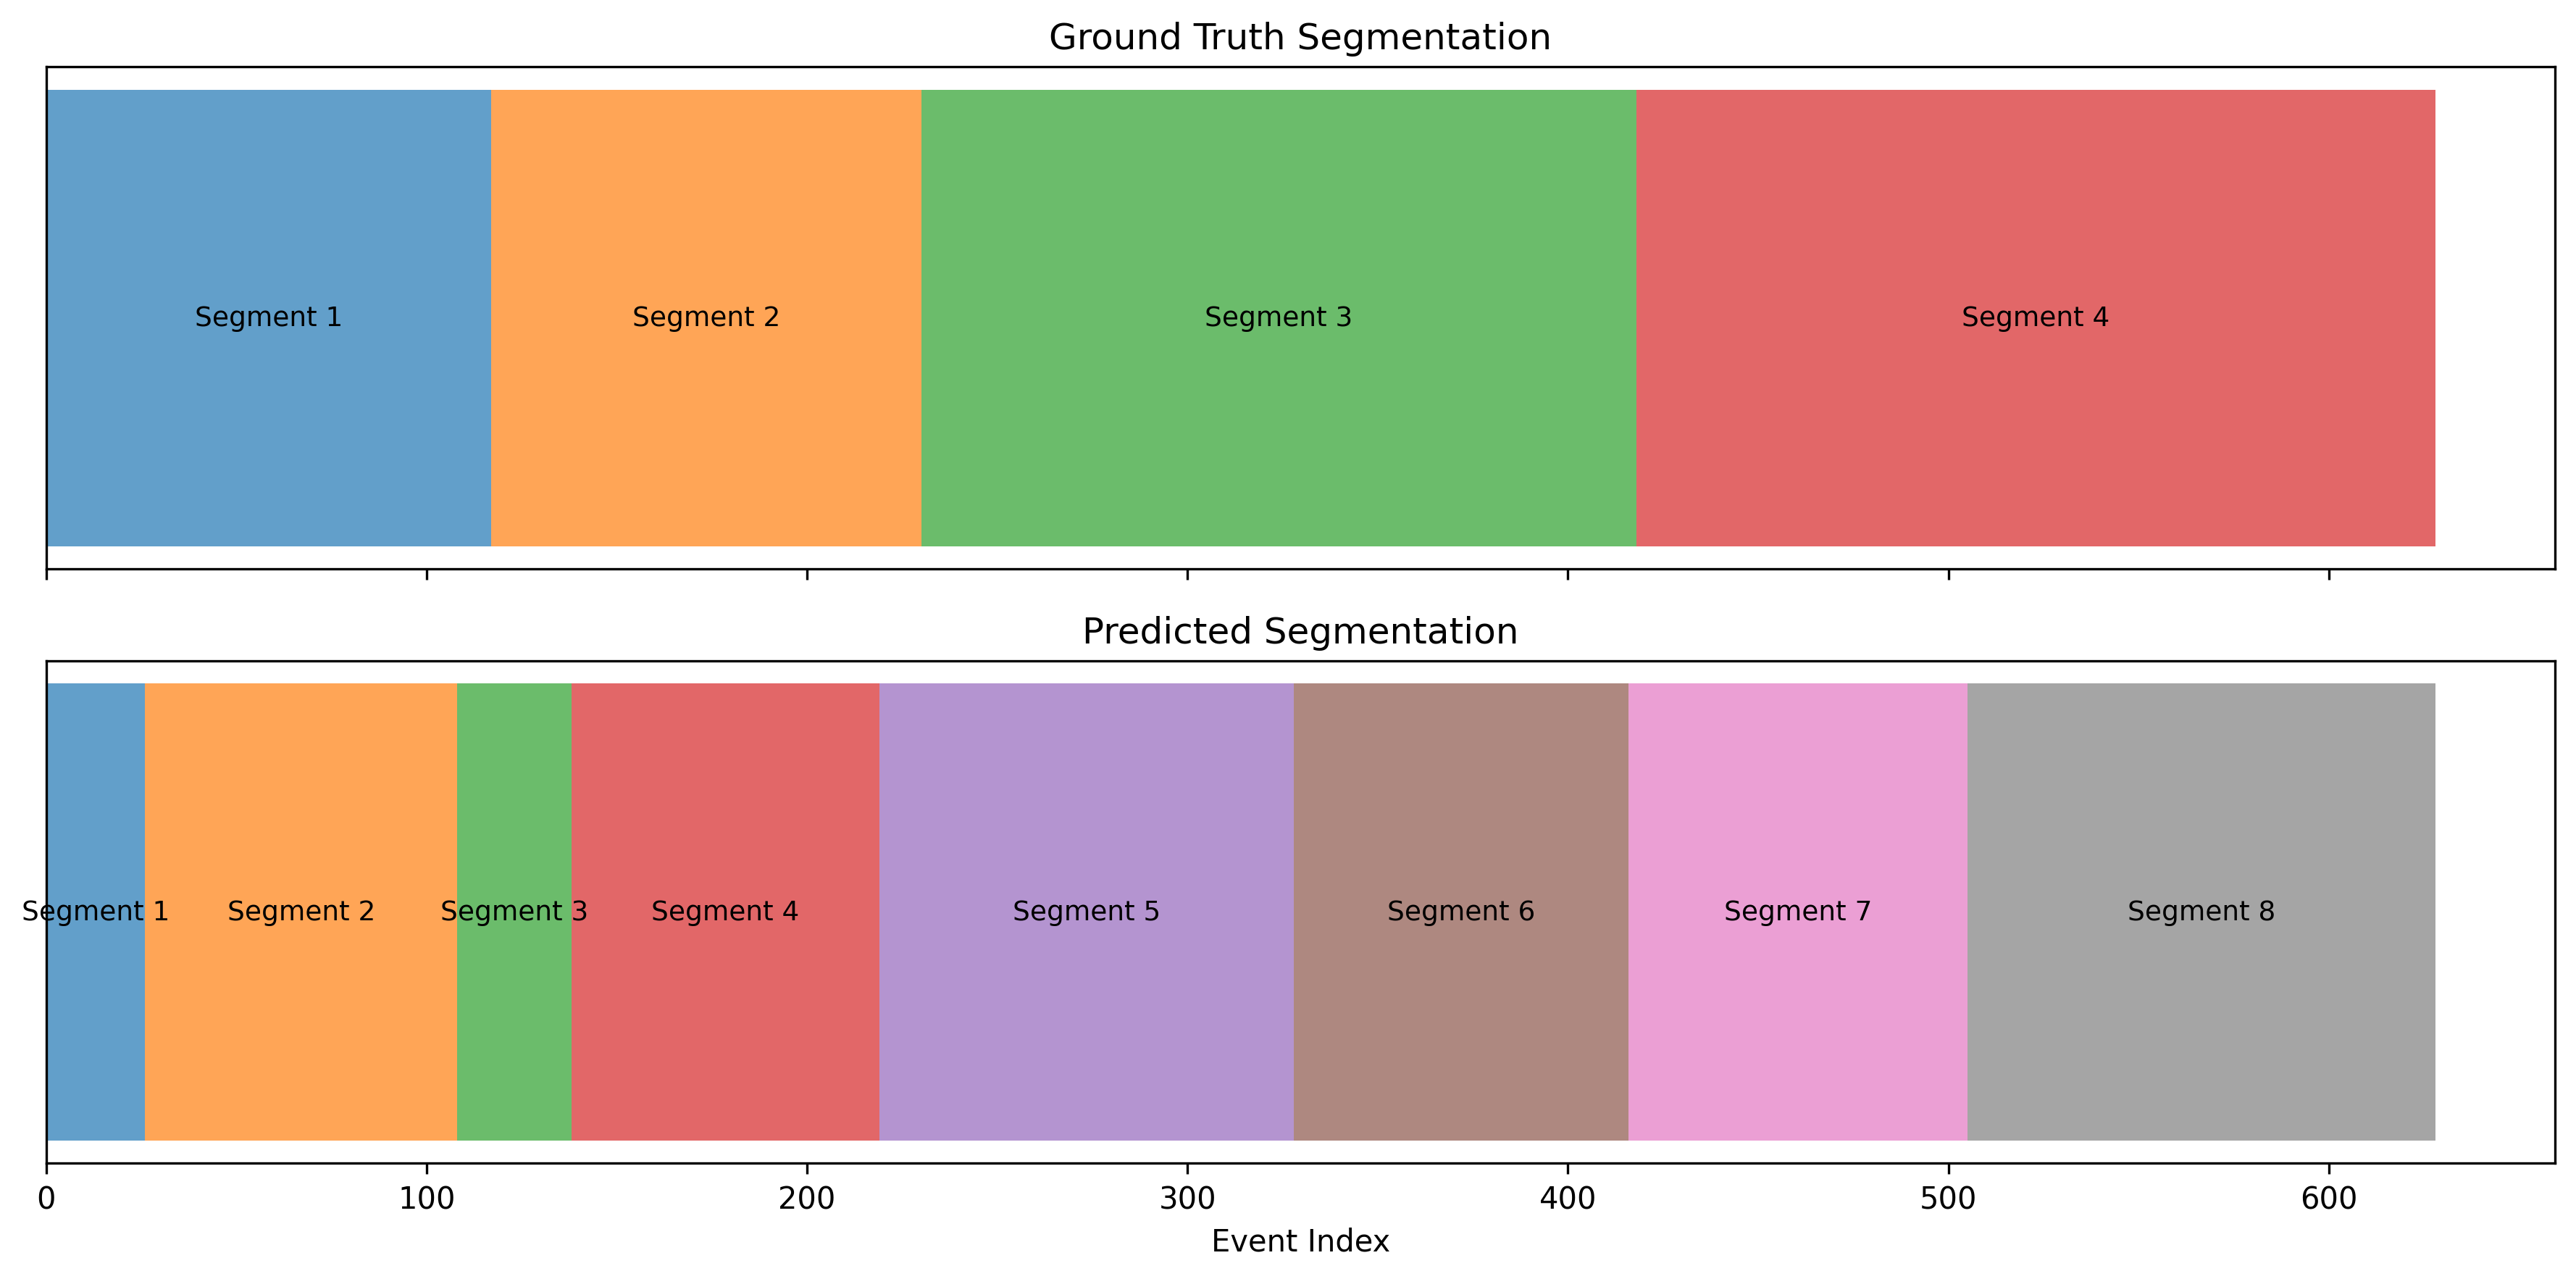 Ground Truth Segmentation
Segment 1 Segment 2 Segment 3 Segment 4
Predicted Segmentation
Segment 1 Segment 2 Segment 3 Segment 4 Segment 5 Segment 6 Segment 7 Segment 8
0 100 200 300 400 500 600
Event Index